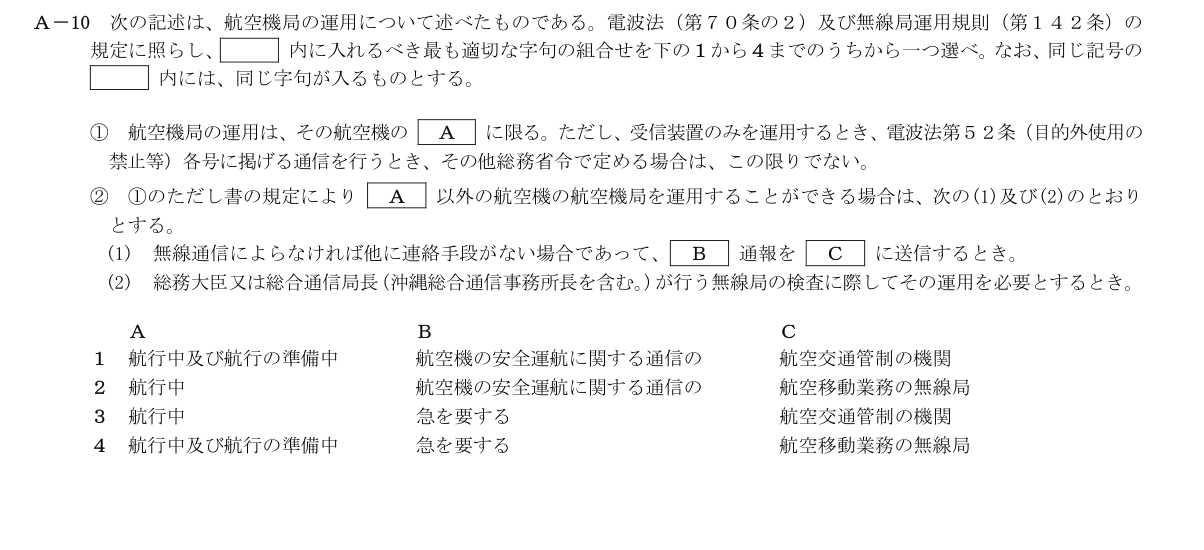 A－10　次の記述は、航空機局の運用について述べたものである。電波法（第７０条の２）及び無線局運用規則（第１４２条）の
規定に照らし、　　　内に入れるべき最も適切な字句の組合せを下の1から4までのうちから一つ選べ。なお、同じ記号の
　　　内には、同じ字句が入るものとする。
①　航空機局の運用は、その航空機の A に限る。ただし、受信装置のみを運用するとき、電波法第５２条（目的外使用の
禁止等）各号に掲げる通信を行うとき、その他総務省令で定める場合は、この限りでない。
②　①のただし書の規定により A 以外の航空機の航空機局を運用することができる場合は、次の(1)及び(2)のとおり
とする。
(1)　無線通信によらなければ他に連絡手段がない場合であって、 B 通報を C に送信するとき。
(2)　総務大臣又は総合通信局長(沖縄総合通信事務所長を含む。)が行う無線局の検査に際してその運用を必要とするとき。
A　B　C
1　航行中及び航行の準備中　航空機の安全運航に関する通信の　航空交通管制の機関
2　航行中　航空機の安全運航に関する通信の　航空移動業務の無線局
3　航行中　急を要する　航空交通管制の機関
4　航行中及び航行の準備中　急を要する　航空移動業務の無線局